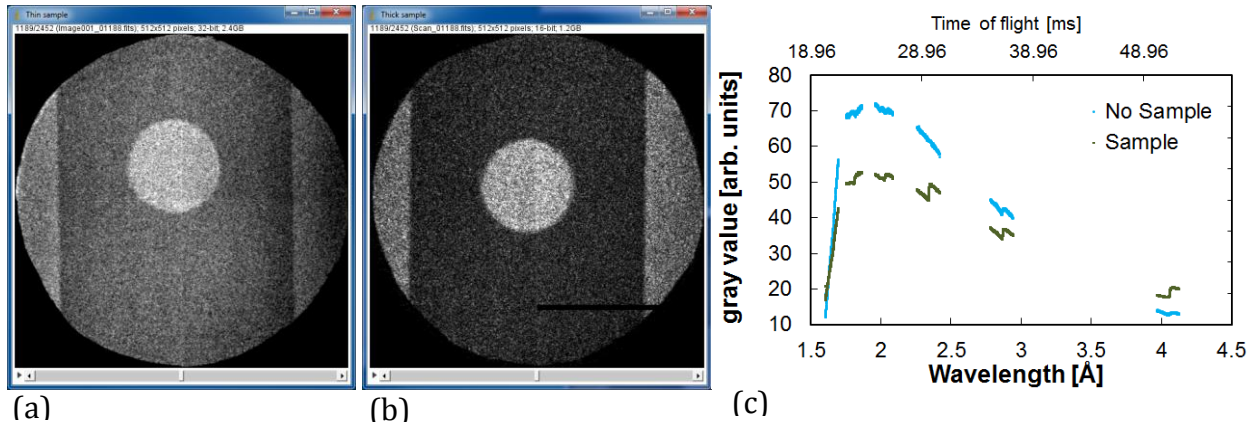 Thin sample
1189/2452 (Image001_01188.fits); 512x512 pixels; 32-bit; 2.4GB
(a)
Thick sample
1189/2452 (Scan_01188.fits); 512x512 pixels; 16-bit; 1.2GB
(b)
Time of flight [ms]
18.96 28.96 38.96 48.96
80
70
60
50
40
30
20
10
gray value [arb. units]
No Sample
Sample
1.5 2 2.5 3 3.5 4 4.5
Wavelength [Å]
(c)